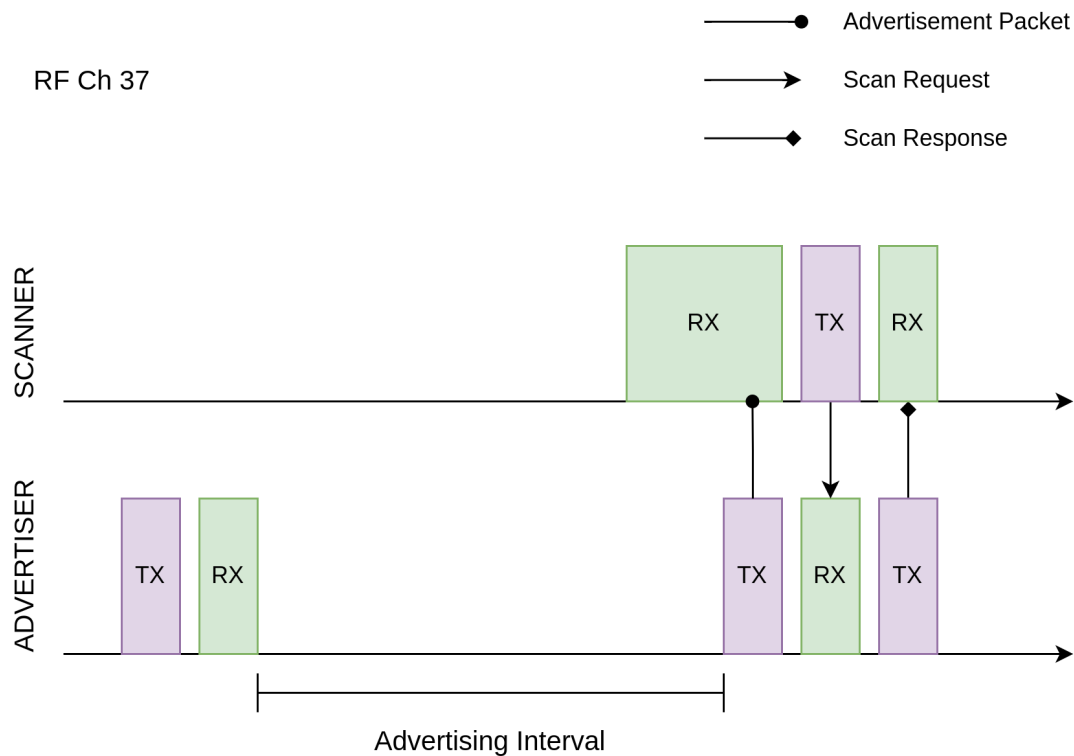 Advertisement Packet
RF Ch 37
Scan Request
Scan Response
SCANNER
RX
TX
RX
ADVERTISER
TX
RX
TX
RX
TX
Advertising Interval